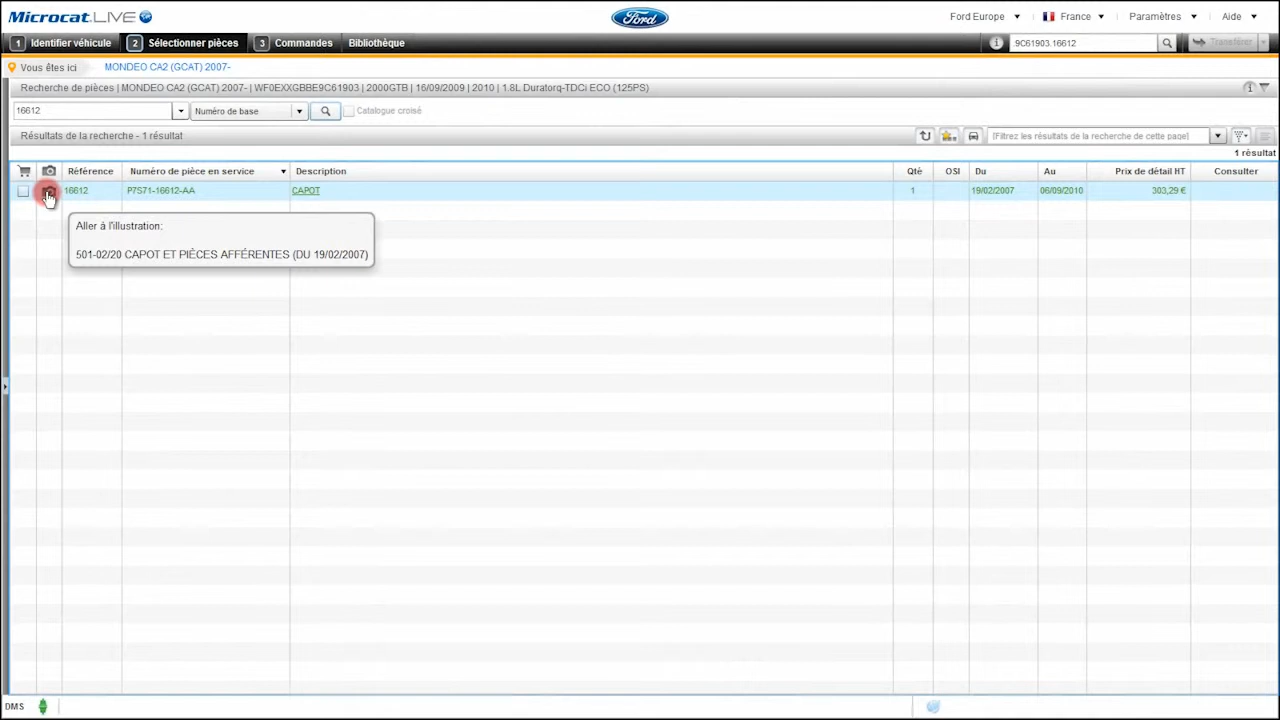 Microcat.LIVE
Ford
Ford Europe France Paramètres Aide
1 Identifier véhicule 2 Sélectionner pièces 3 Commandes Bibliothèque .9C61903.16612 Transférer
Vous êtes ici MONDEO CA2 (GCAT) 2007-
Recherche de pièces | MONDEO CA2 (GCAT) 2007- | WF0EXXGBBE9C61903 | 2000GTB | 16/09/2009 | 2010 | 1.8L Duratorq-TDCi ECO (125PS)
16612 Numéro de base Catalogue croisé
Résultats de la recherche - 1 résultat [Filtrez les résultats de la recherche de cette page]
1 résultat
Référence Numéro de pièce en service Description Qté OSI Du Au Prix de détail HT Consulter
16612 P7S71-16612-AA CAPOT 1 19/02/2007 06/09/2010 303,29 €
Aller à l'illustration:
501-02/20 CAPOT ET PIÈCES AFFÉRENTES (DU 19/02/2007)
DMS